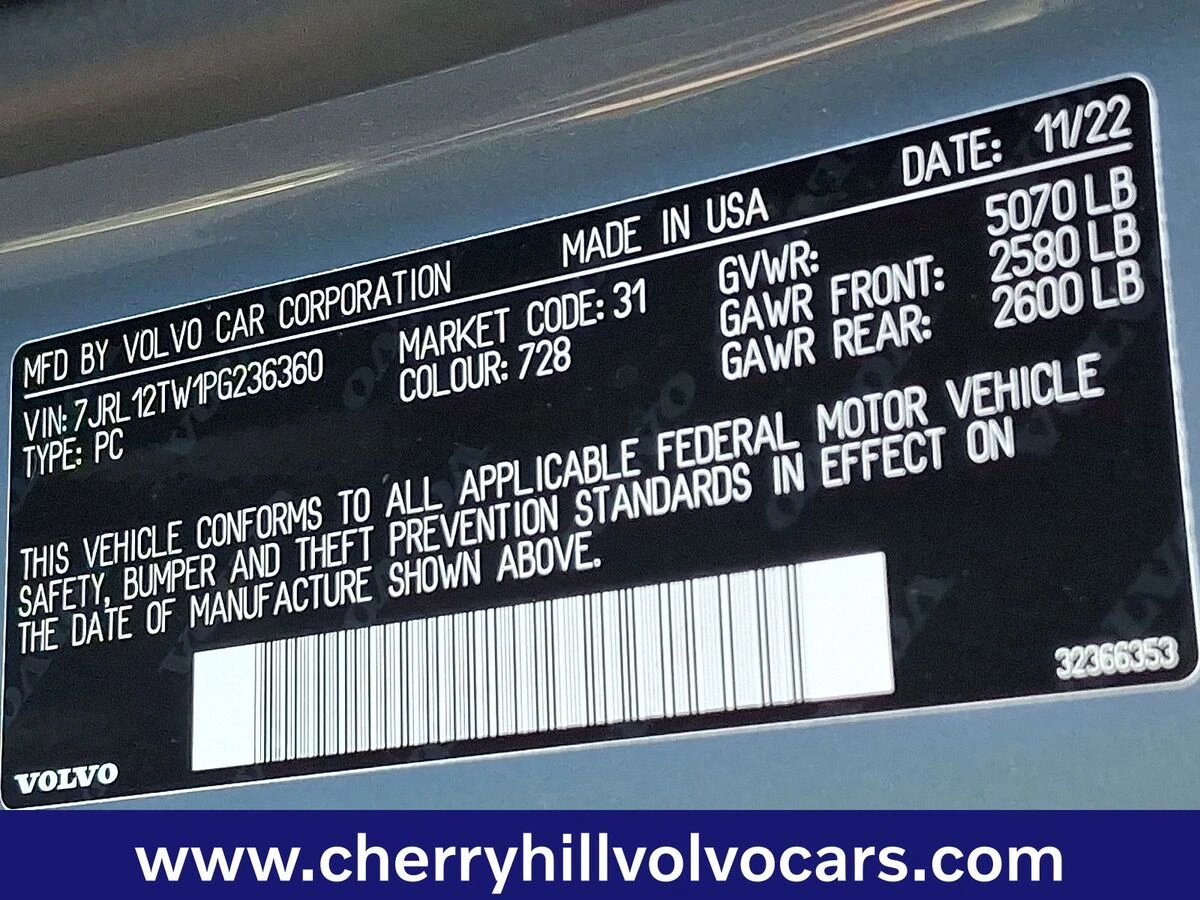 MFD BY VOLVO CAR CORPORATION MADE IN USA DATE: 11/22
VIN: 7JRL12TW1PG236360 MARKET CODE: 31 GVWR: 5070 LB
TYPE: PC COLOUR: 728 GAWR FRONT: 2580 LB
GAWR REAR: 2600 LB
THIS VEHICLE CONFORMS TO ALL APPLICABLE FEDERAL MOTOR VEHICLE
SAFETY, BUMPER AND THEFT PREVENTION STANDARDS IN EFFECT ON
THE DATE OF MANUFACTURE SHOWN ABOVE.
32366353
VOLVO
www.cherryhillvolvocars.com